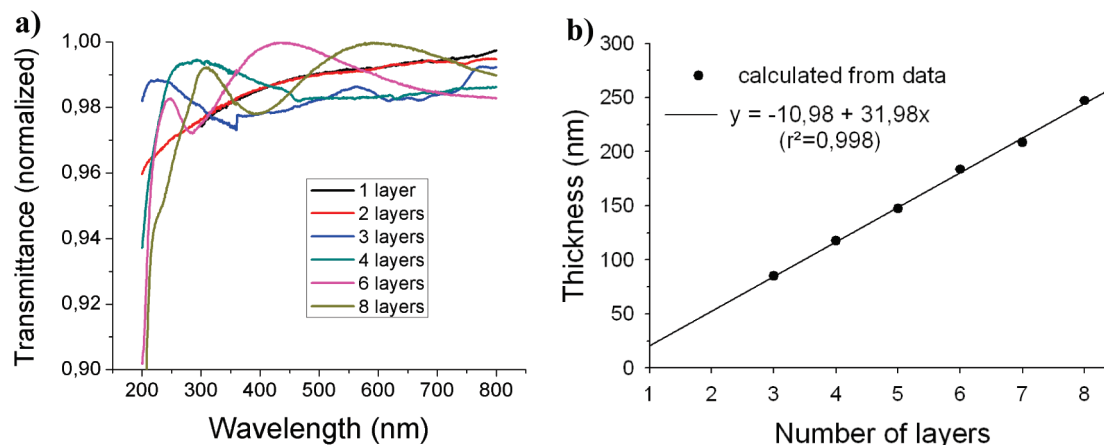 a)
1,00
0,98
0,96
0,94
0,92
0,90
Transmittance (normalized)
1 layer
2 layers
3 layers
4 layers
6 layers
8 layers
200 300 400 500 600 700 800
Wavelength (nm)
b)
300
250
200
150
100
50
0
Thickness (nm)
calculated from data
y = -10,98 + 31,98x
(r²=0,998)
1 2 3 4 5 6 7 8
Number of layers